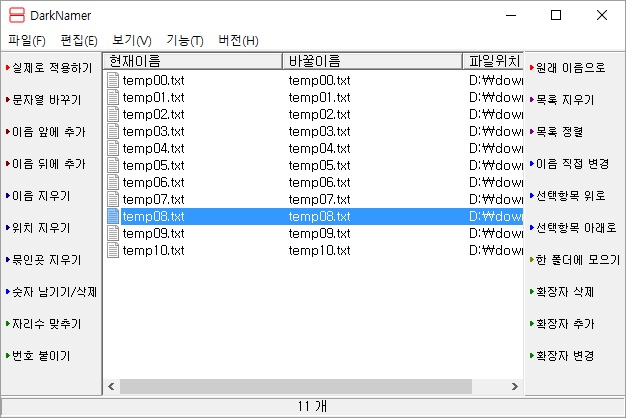 DarkNamer
파일(F) 편집(E) 보기(V) 기능(T) 버전(H)
실제로 적용하기
문자열 바꾸기
이름 앞에 추가
이름 뒤에 추가
이름 지우기
위치 지우기
묶인곳 지우기
숫자 남기기/삭제
자리수 맞추기
번호 붙이기
현재이름 바꿀이름 파일위치
temp00.txt temp00.txt D:₩dow
temp01.txt temp01.txt D:₩dow
temp02.txt temp02.txt D:₩dow
temp03.txt temp03.txt D:₩dow
temp04.txt temp04.txt D:₩dow
temp05.txt temp05.txt D:₩dow
temp06.txt temp06.txt D:₩dow
temp07.txt temp07.txt D:₩dow
temp08.txt temp08.txt D:₩dow
temp09.txt temp09.txt D:₩dow
temp10.txt temp10.txt D:₩dow
원래 이름으로
목록 지우기
목록 정렬
이름 직접 변경
선택항목 위로
선택항목 아래로
한 폴더에 모으기
확장자 삭제
확장자 추가
확장자 변경
11 개